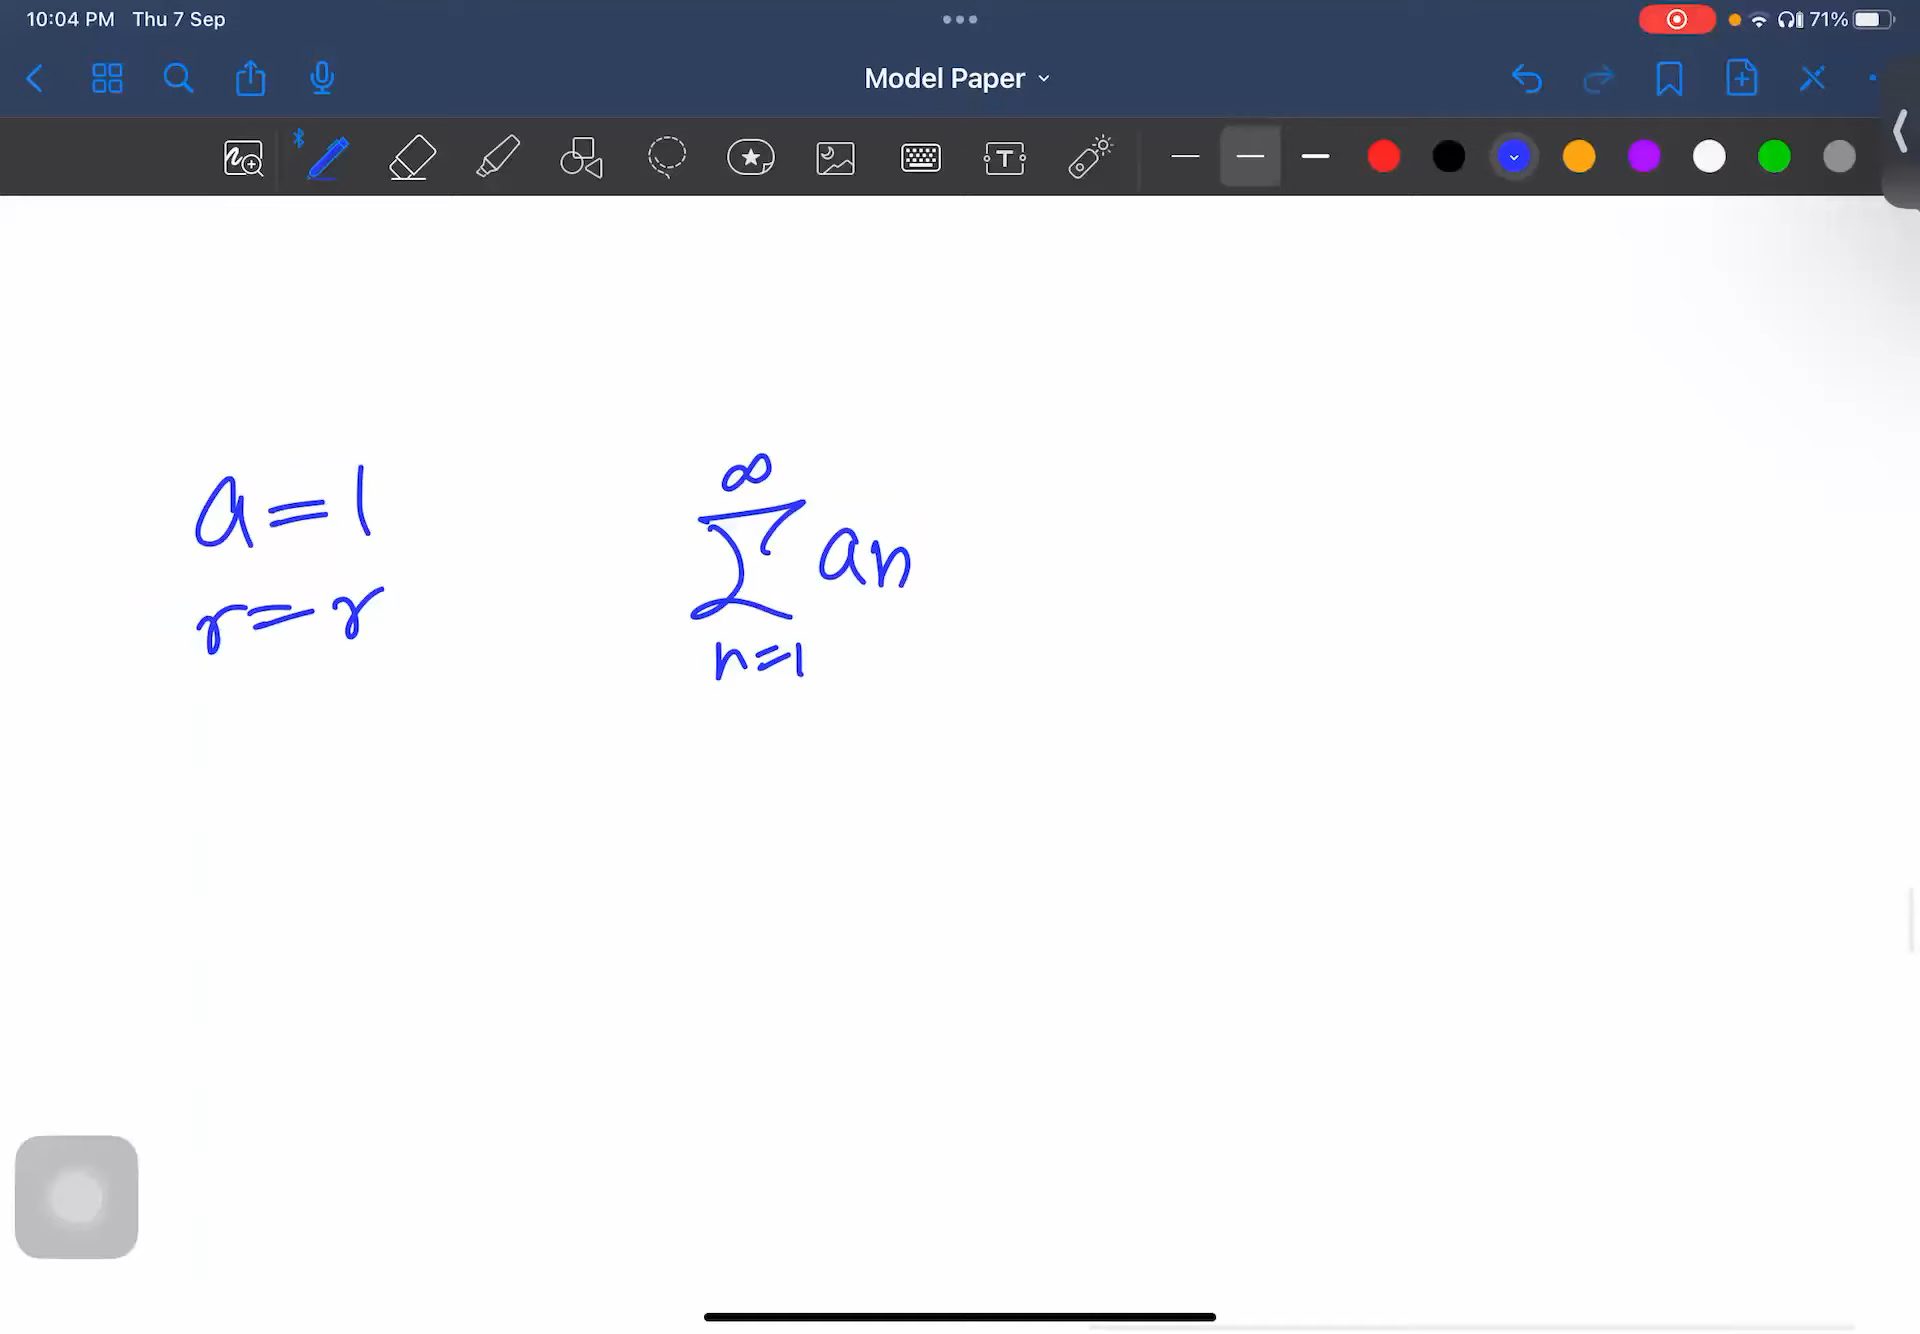 10:04 PM Thu 7 Sep
71%
Model Paper
T
a=1
r=r
∞
∑ an
n=1